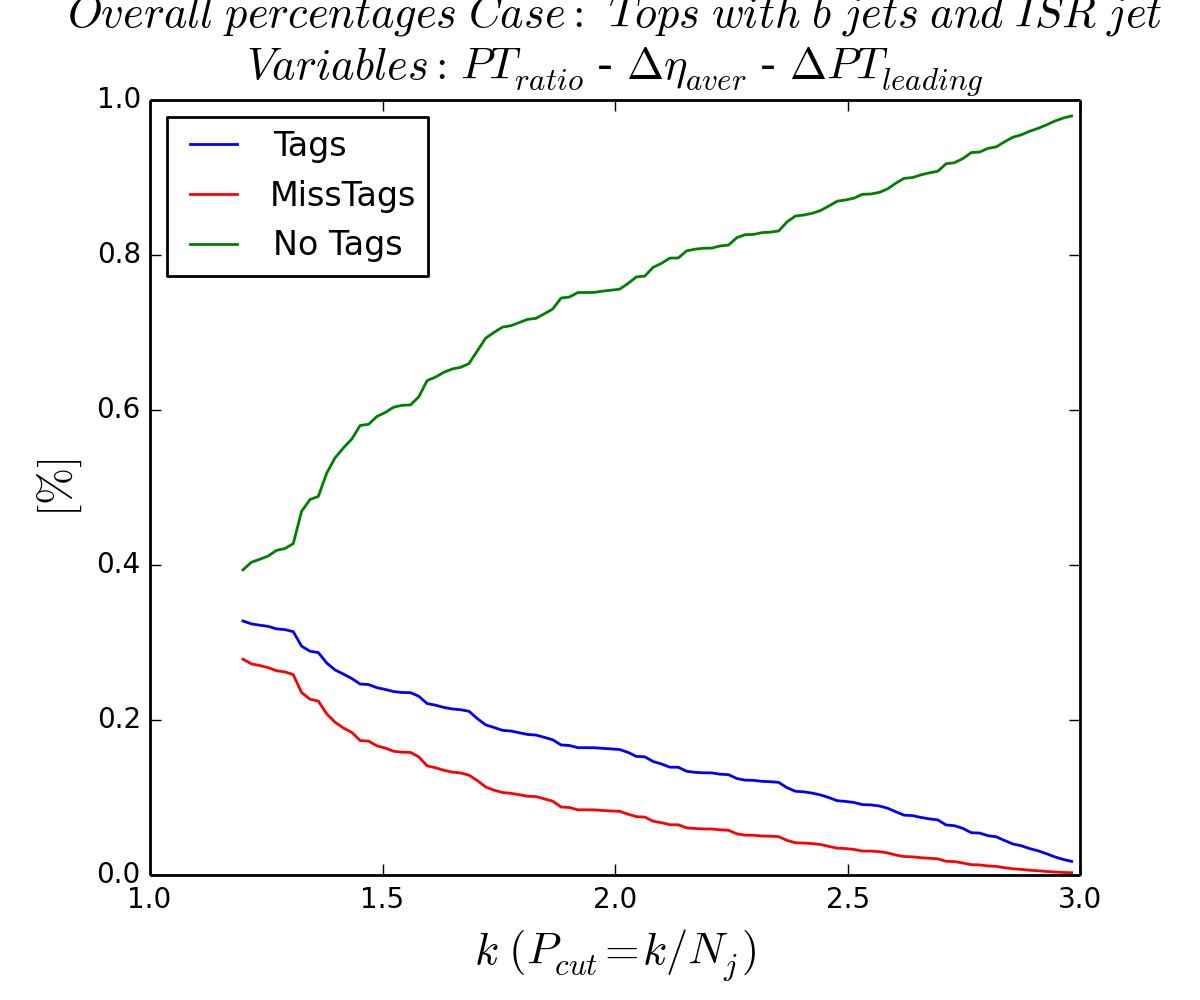 Overall percentages Case: Tops with b jets and ISR jet
Variables: PT_ratio - Δη_aver - ΔPT_leading
1.0
Tags
MissTags
No Tags
0.8
0.6
[%]
0.4
0.2
0.0
1.0 1.5 2.0 2.5 3.0
k (P_cut = k/N_j)